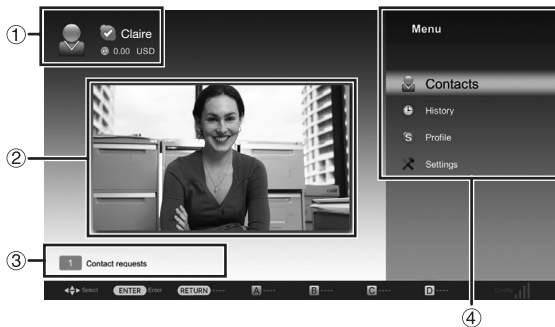 ①
Claire
0.00 USD
Menu
Contacts
History
Profile
Settings
②
③
1 Contact requests
Select ENTER Enter RETURN ---- A ---- B ---- C ---- D ---- Quality
④